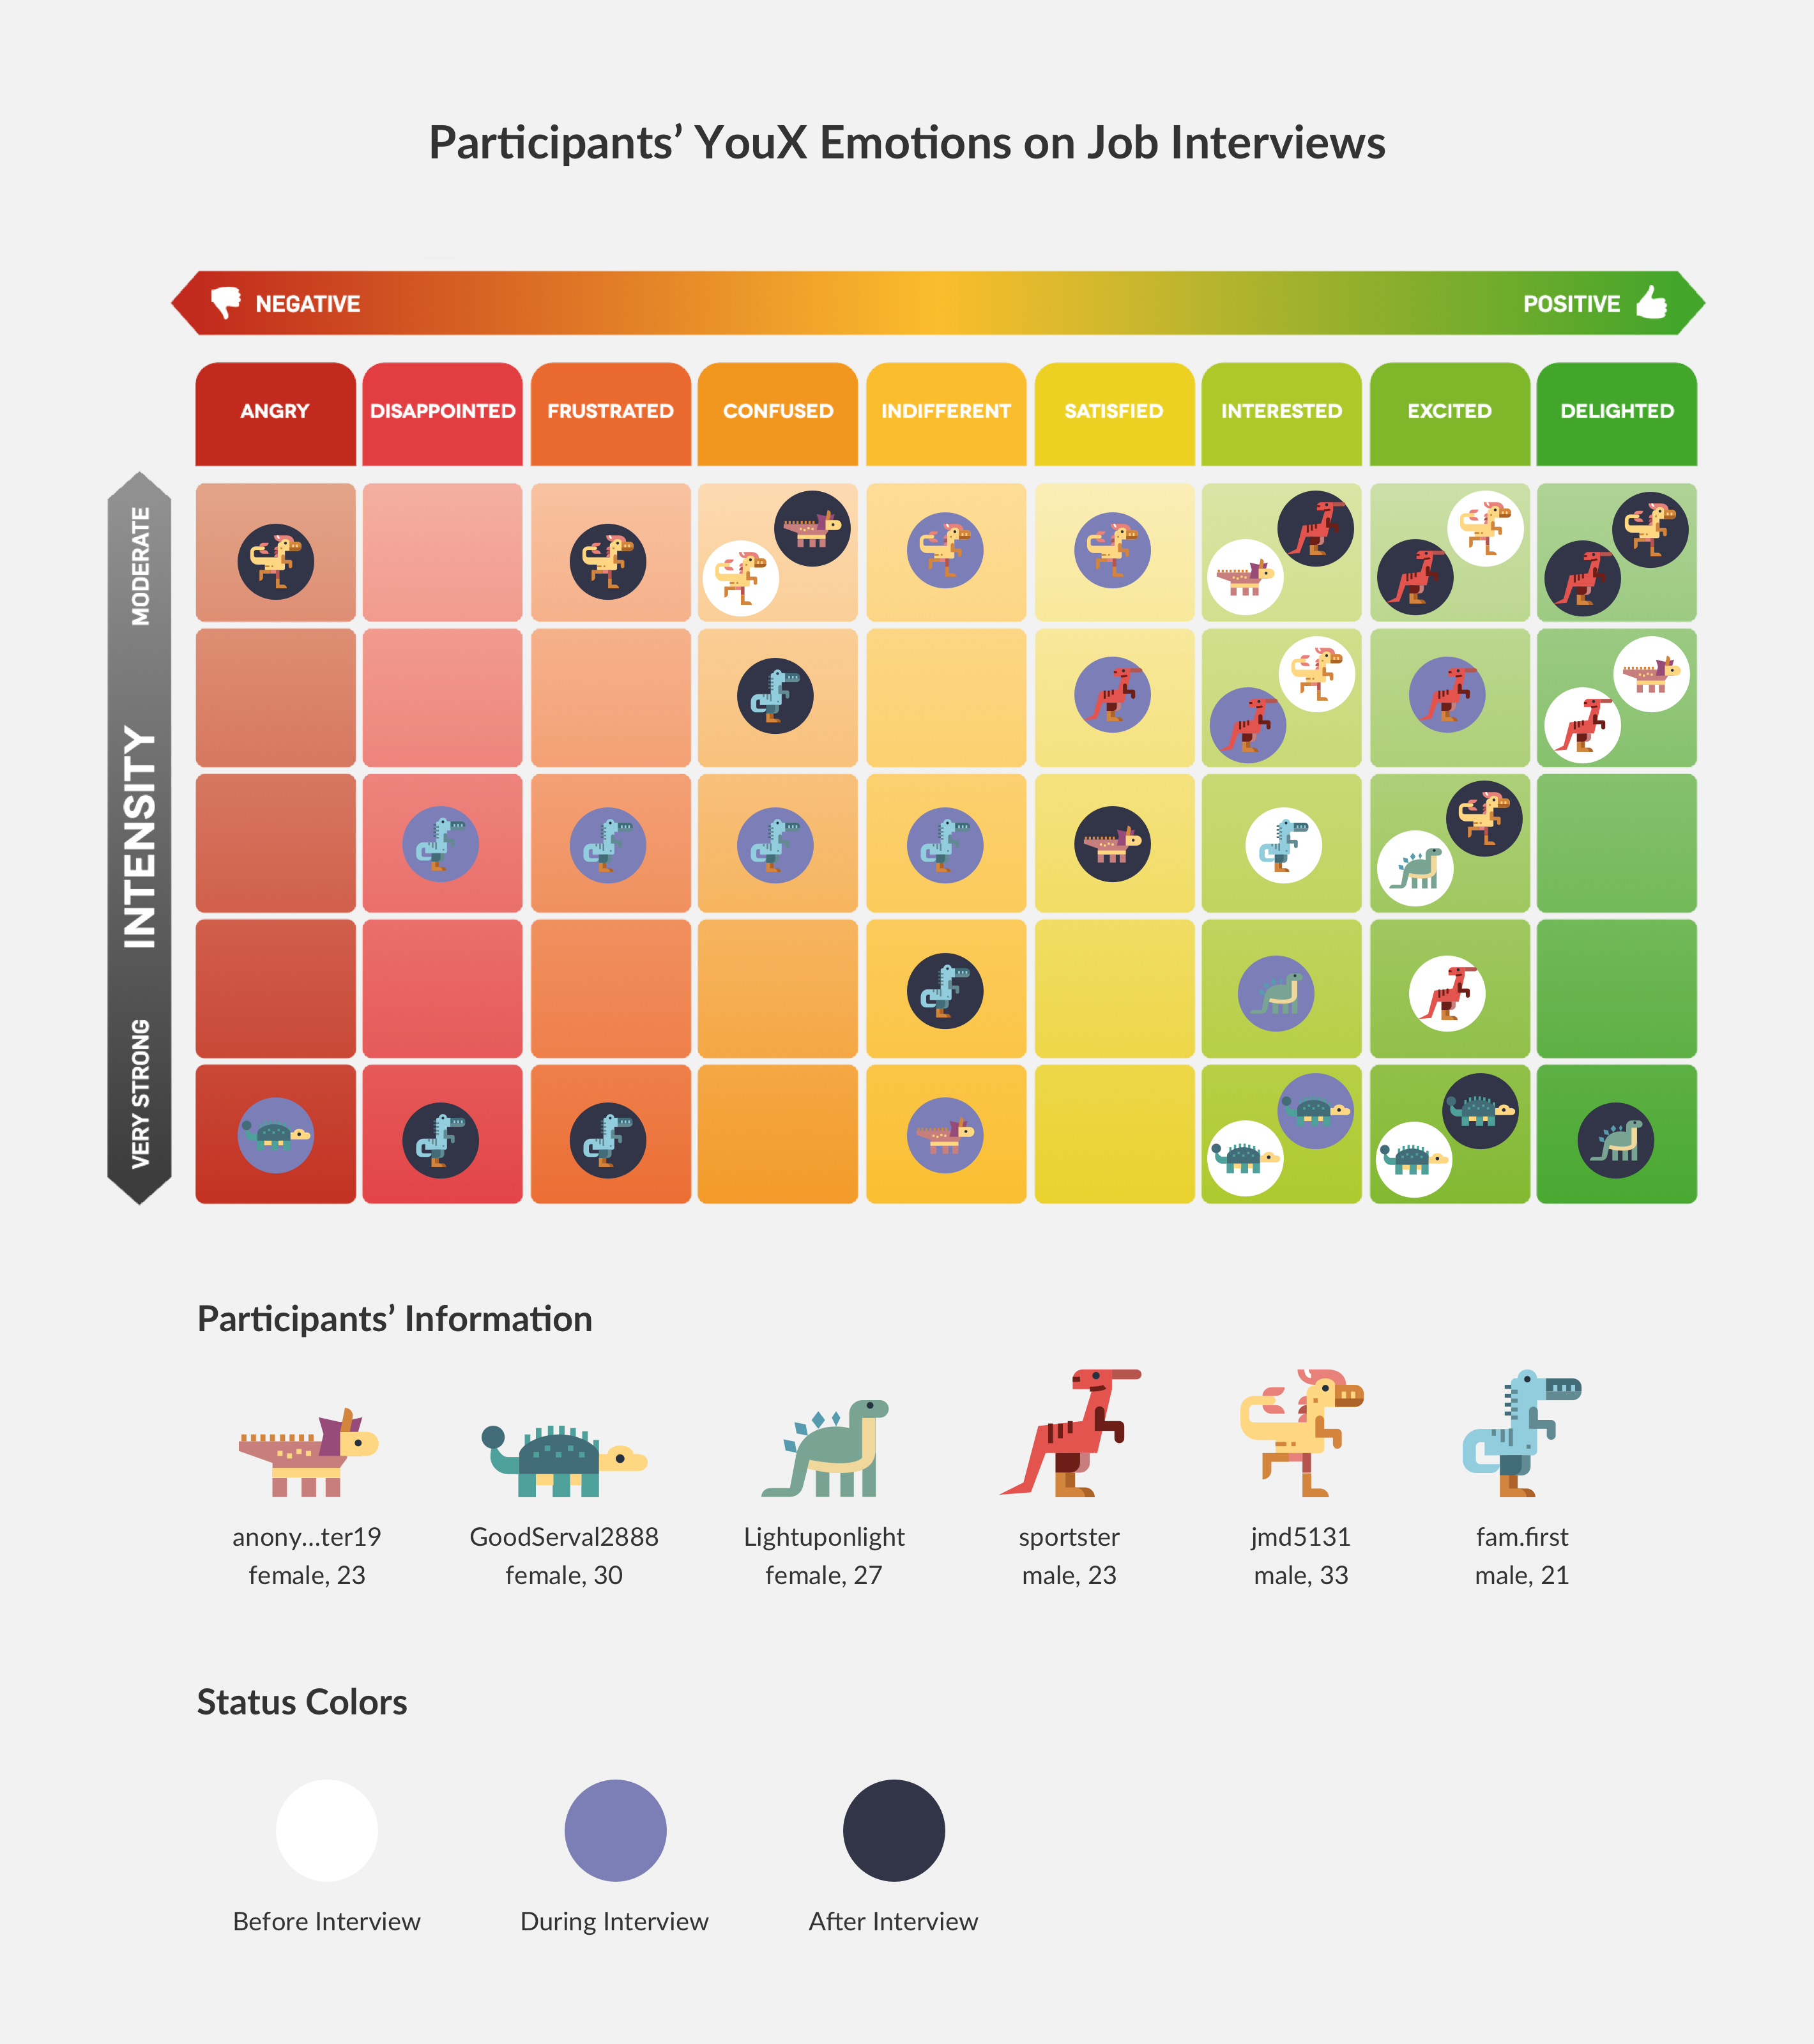 Participants’ YouX Emotions on Job Interviews
NEGATIVE
POSITIVE
ANGRY
DISAPPOINTED
FRUSTRATED
CONFUSED
INDIFFERENT
SATISFIED
INTERESTED
EXCITED
DELIGHTED
MODERATE
INTENSITY
VERY STRONG
Participants’ Information
anony...ter19
female, 23
GoodServal2888
female, 30
Lightuponlight
female, 27
sportster
male, 23
jmd5131
male, 33
fam.first
male, 21
Status Colors
Before Interview
During Interview
After Interview